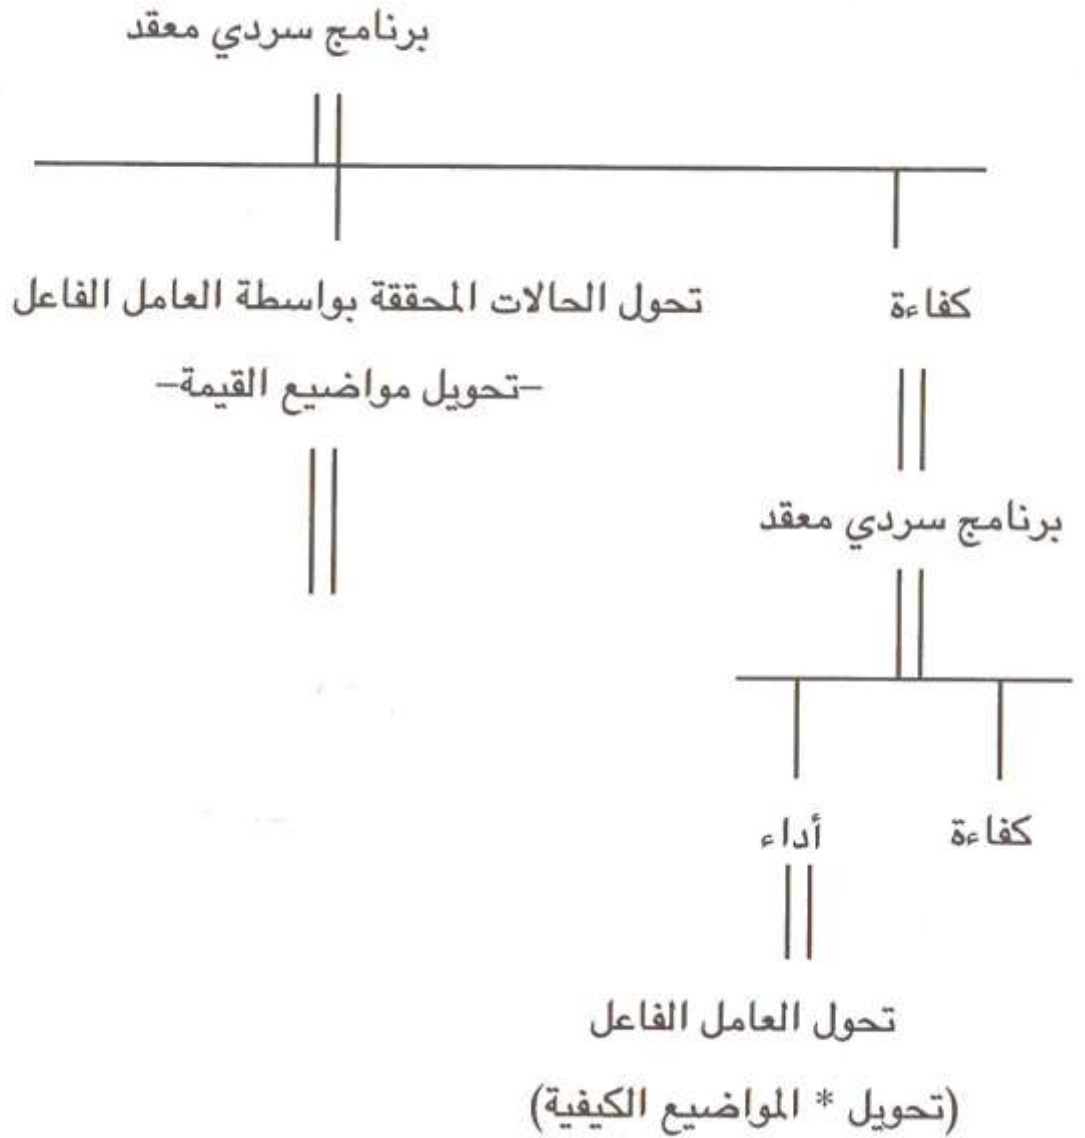 برنامج سردي معقد
كفاءة
تحول الحالات المحققة بواسطة العامل الفاعل
–تحويل مواضيع القيمة–
برنامج سردي معقد
كفاءة
أداء
تحول العامل الفاعل
(تحويل * المواضيع الكيفية)